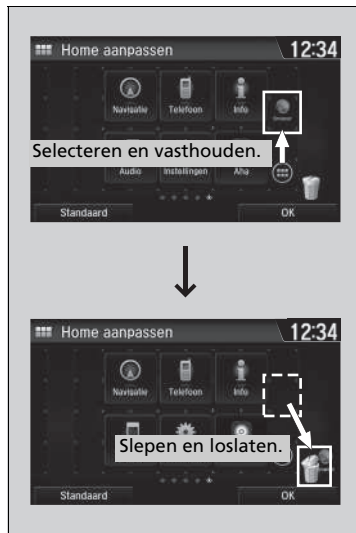 Home aanpassen 12:34
Navigatie Telefoon Info Browser
Selecteren en vasthouden.
Audio Instellingen Aha
Standaard OK
Home aanpassen 12:34
Navigatie Telefoon Info
Slepen en loslaten.
Standaard OK